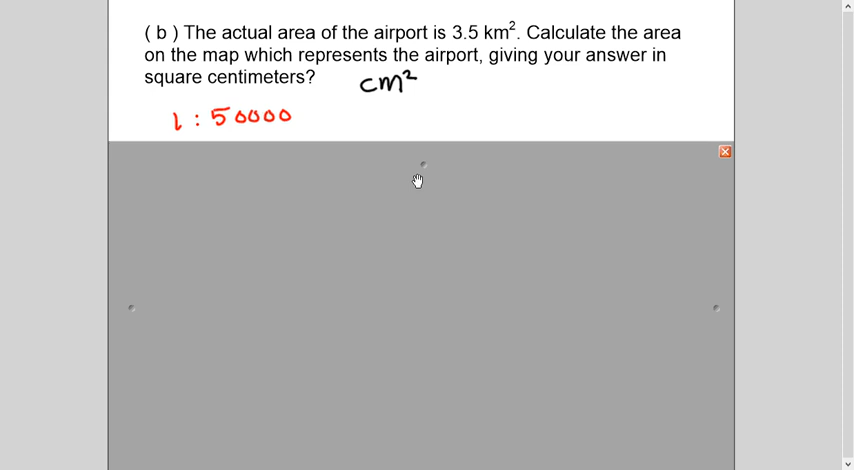 ( b ) The actual area of the airport is 3.5 km². Calculate the area
on the map which represents the airport, giving your answer in
square centimeters?
cm²
1 : 50000